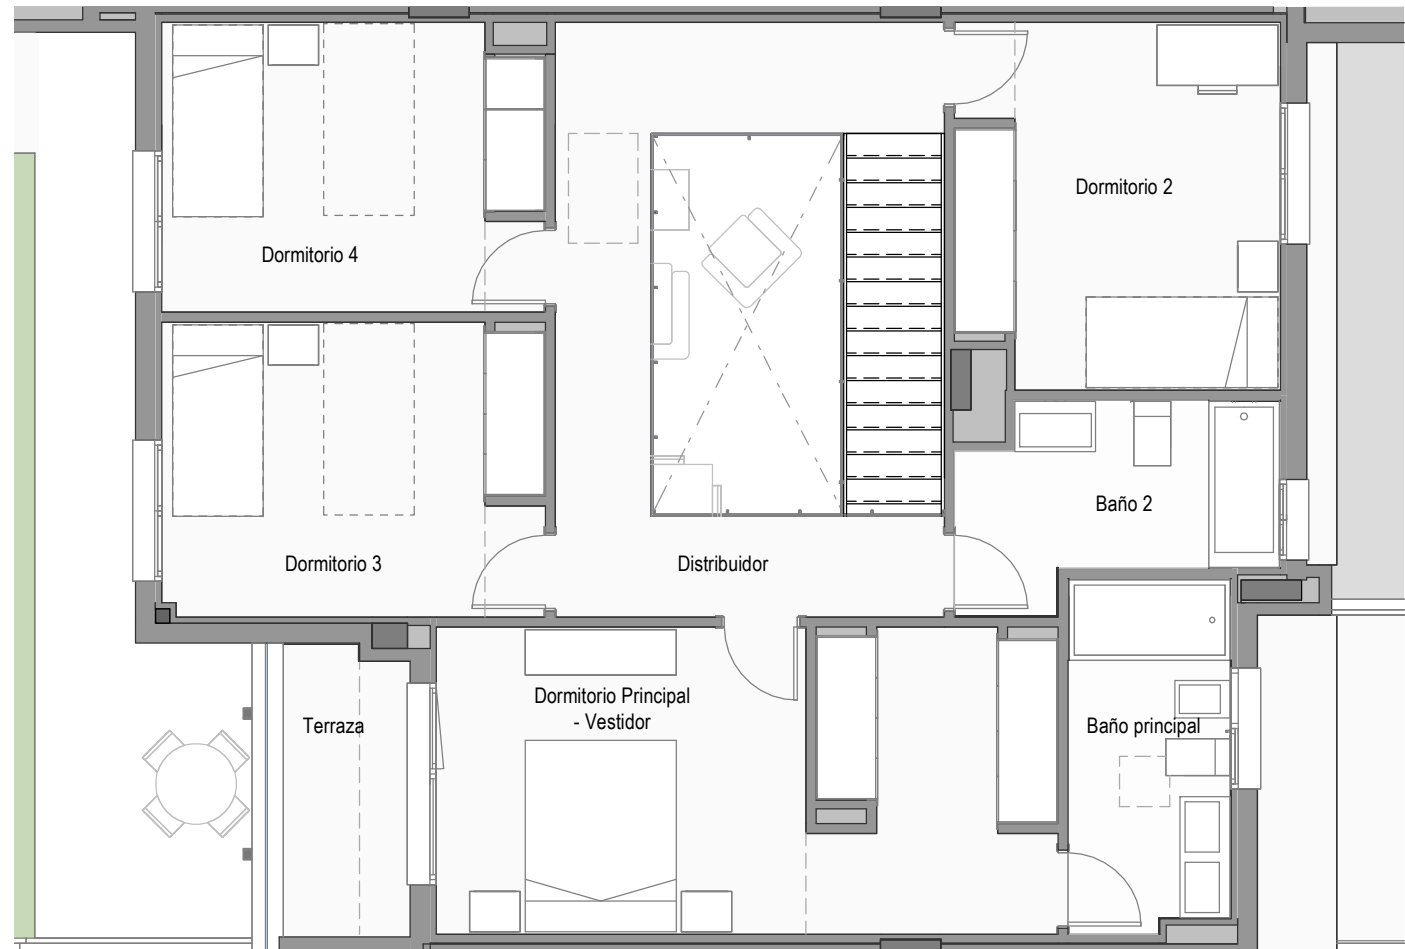 Dormitorio 2
Dormitorio 4
Baño 2
Dormitorio 3
Distribuidor
Dormitorio Principal
- Vestidor
Terraza
Baño principal